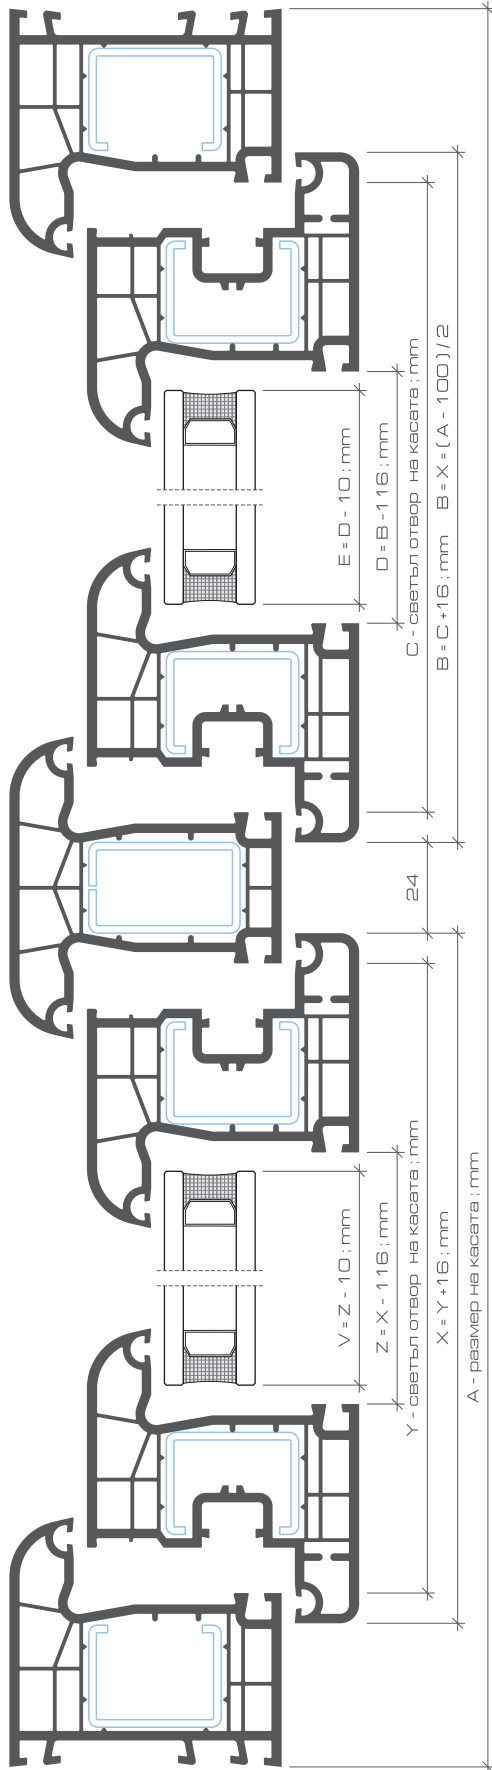 E = D - 10 ; mm
D = B - 116 ; mm
C - светъл отвор на касата ; mm
B = C + 16 ; mm B = X = ( A - 100 ) / 2
24
V = Z - 10 ; mm
Z = X - 116 ; mm
Y - светъл отвор на касата ; mm
X = Y + 16 ; mm
A - размер на касата ; mm